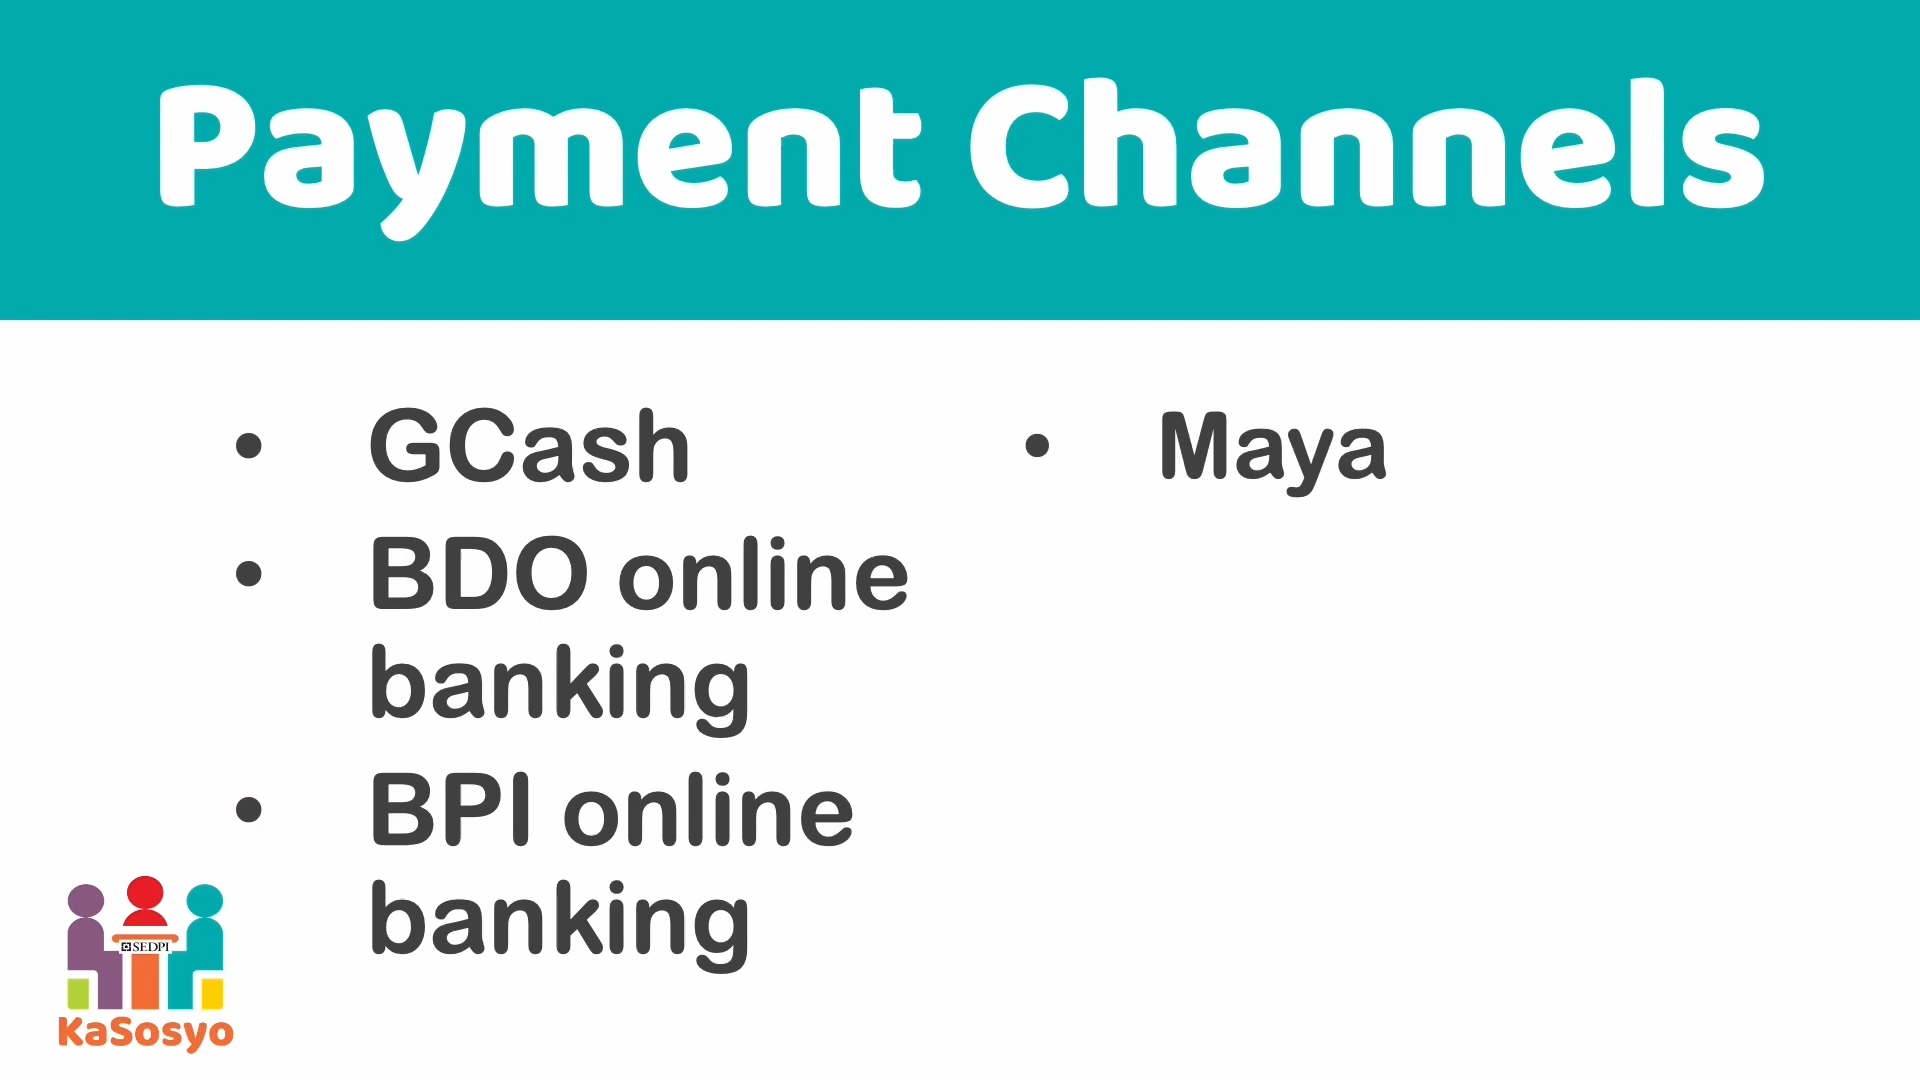 Payment Channels
• GCash
• BDO online
banking
• BPI online
banking
• Maya
SEDPI
KaSosyo